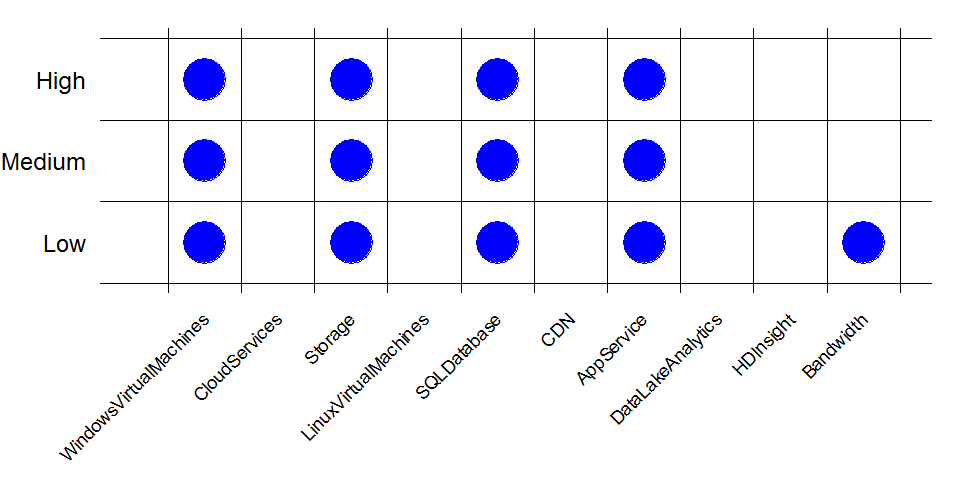 High
Medium
Low
WindowsVirtualMachines
CloudServices
Storage
LinuxVirtualMachines
SQLDatabase
CDN
AppService
DataLakeAnalytics
HDInsight
Bandwidth